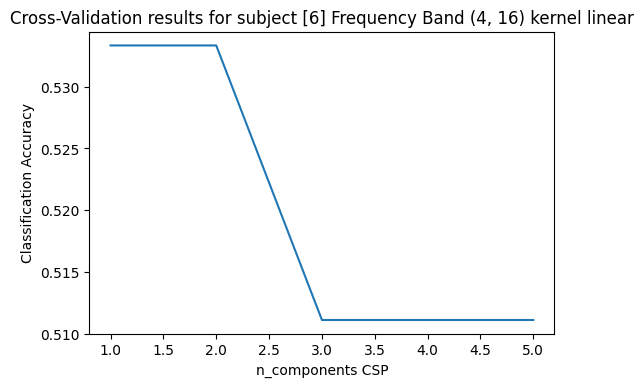 Cross-Validation results for subject [6] Frequency Band (4, 16) kernel linear
Classification Accuracy
0.530
0.525
0.520
0.515
0.510
1.0 1.5 2.0 2.5 3.0 3.5 4.0 4.5 5.0
n_components CSP